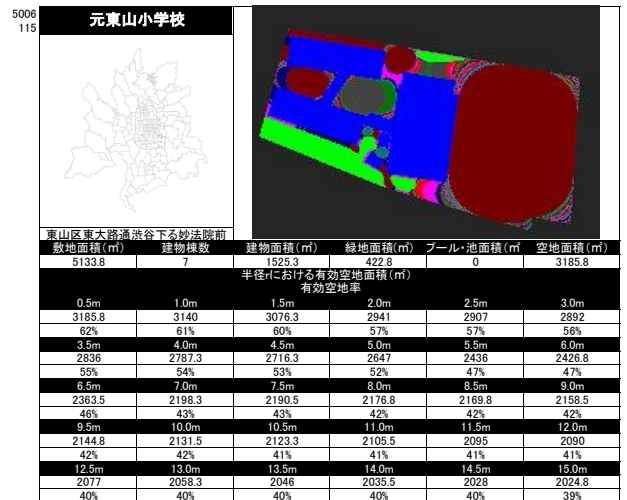 5006
115
元東山小学校
東山区東大路通渋谷下る妙法院前
敷地面積(㎡) 建物棟数 建物面積(㎡) 緑地面積(㎡) プール・池面積(㎡ 空地面積(㎡)
5133.8 7 1525.3 422.8 0 3185.8
半径rにおける有効空地面積(㎡)
有効空地率
0.5m 1.0m 1.5m 2.0m 2.5m 3.0m
3185.8 3140 3076.3 2941 2907 2892
62% 61% 60% 57% 57% 56%
3.5m 4.0m 4.5m 5.0m 5.5m 6.0m
2836 2787.3 2716.3 2647 2436 2426.8
55% 54% 53% 52% 47% 47%
6.5m 7.0m 7.5m 8.0m 8.5m 9.0m
2363.5 2198.3 2190.5 2176.8 2169.8 2158.5
46% 43% 43% 42% 42% 42%
9.5m 10.0m 10.5m 11.0m 11.5m 12.0m
2144.8 2131.5 2123.3 2105.5 2095 2090
42% 42% 41% 41% 41% 41%
12.5m 13.0m 13.5m 14.0m 14.5m 15.0m
2077 2058.3 2046 2035.5 2028 2024.8
40% 40% 40% 40% 40% 39%